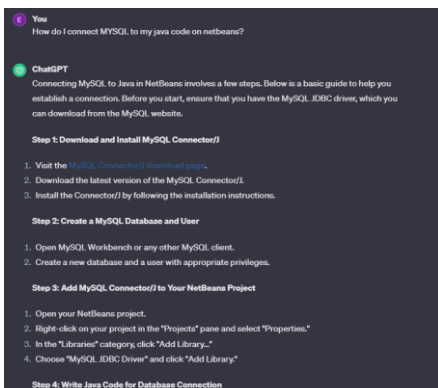 E You
How do I connect MYSQL to my java code on netbeans?
ChatGPT
Connecting MySQL to Java in NetBeans involves a few steps. Below is a basic guide to help you
establish a connection. Before you start, ensure that you have the MySQL JDBC driver, which you
can download from the MySQL website.
Step 1: Download and Install MySQL Connector/J
1. Visit the MySQL Connector/J download page.
2. Download the latest version of the MySQL Connector/J.
3. Install the Connector/J by following the installation instructions.
Step 2: Create a MySQL Database and User
1. Open MySQL Workbench or any other MySQL client.
2. Create a new database and a user with appropriate privileges.
Step 3: Add MySQL Connector/J to Your NetBeans Project
1. Open your NetBeans project.
2. Right-click on your project in the "Projects" pane and select "Properties."
3. In the "Libraries" category, click "Add Library..."
4. Choose "MySQL JDBC Driver" and click "Add Library."
Step 4: Write Java Code for Database Connection